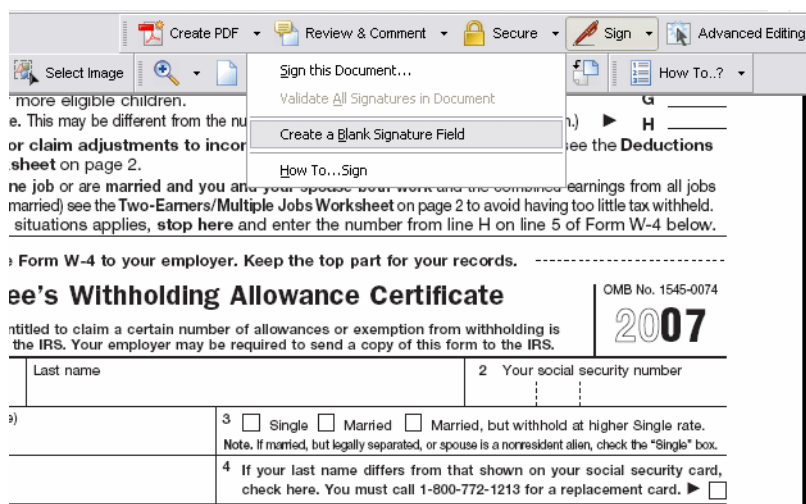 Create PDF Review & Comment Secure Sign Advanced Editing
Select Image How To..?
Sign this Document...
Validate All Signatures in Document
Create a Blank Signature Field
How To...Sign
more eligible children. G
e. This may be different from the nu n.) ► H
or claim adjustments to incor see the Deductions
sheet on page 2.
ne job or are married and you and your spouse both work and the combined earnings from all jobs
married) see the Two-Earners/Multiple Jobs Worksheet on page 2 to avoid having too little tax withheld.
situations applies, stop here and enter the number from line H on line 5 of Form W-4 below.
Form W-4 to your employer. Keep the top part for your records.
ee's Withholding Allowance Certificate
OMB No. 1545-0074
2007
ntitled to claim a certain number of allowances or exemption from withholding is
the IRS. Your employer may be required to send a copy of this form to the IRS.
Last name
2 Your social security number
3 Single Married Married, but withhold at higher Single rate.
Note. If married, but legally separated, or spouse is a nonresident alien, check the "Single" box.
4 If your last name differs from that shown on your social security card,
check here. You must call 1-800-772-1213 for a replacement card. ►